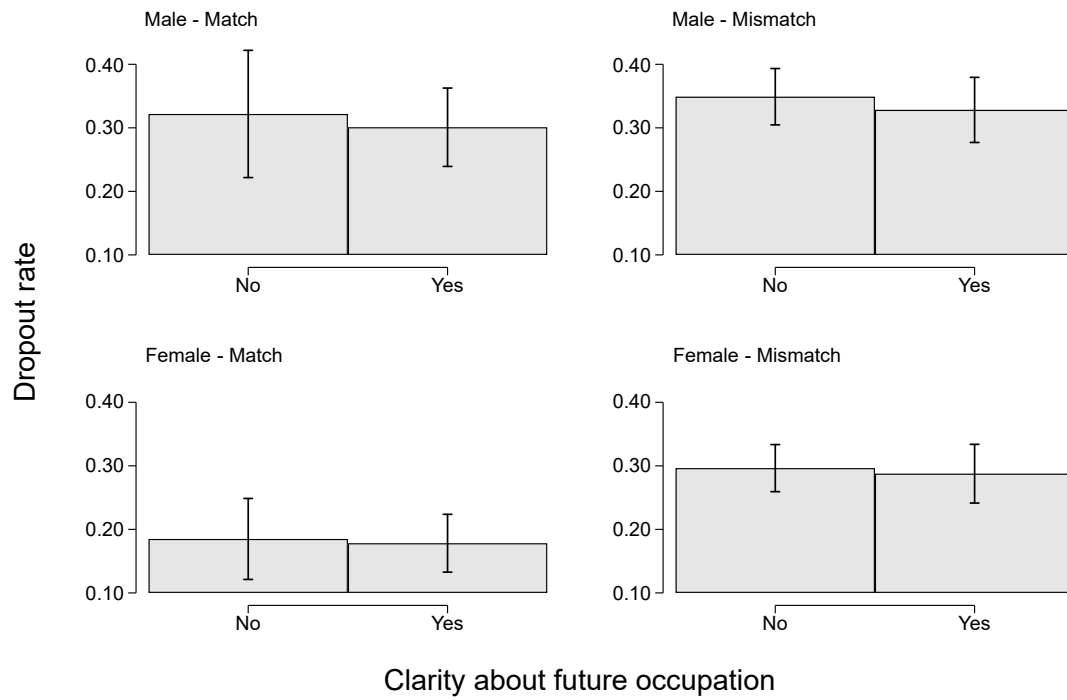 Male - Match
0.40
0.30
0.20
0.10
No Yes
Male - Mismatch
0.40
0.30
0.20
0.10
No Yes
Dropout rate
Female - Match
0.40
0.30
0.20
0.10
No Yes
Female - Mismatch
0.40
0.30
0.20
0.10
No Yes
Clarity about future occupation